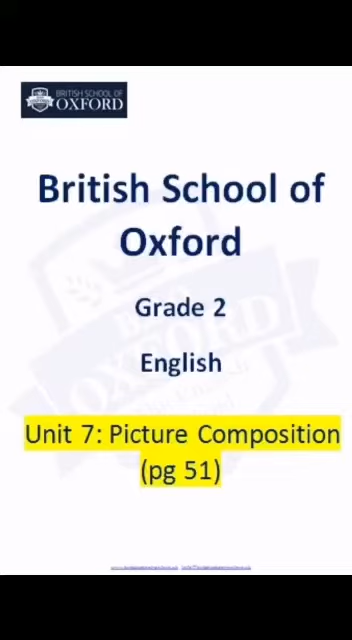 BRITISH SCHOOL OF
OXFORD
British School of
Oxford
Grade 2
English
Unit 7: Picture Composition
(pg 51)